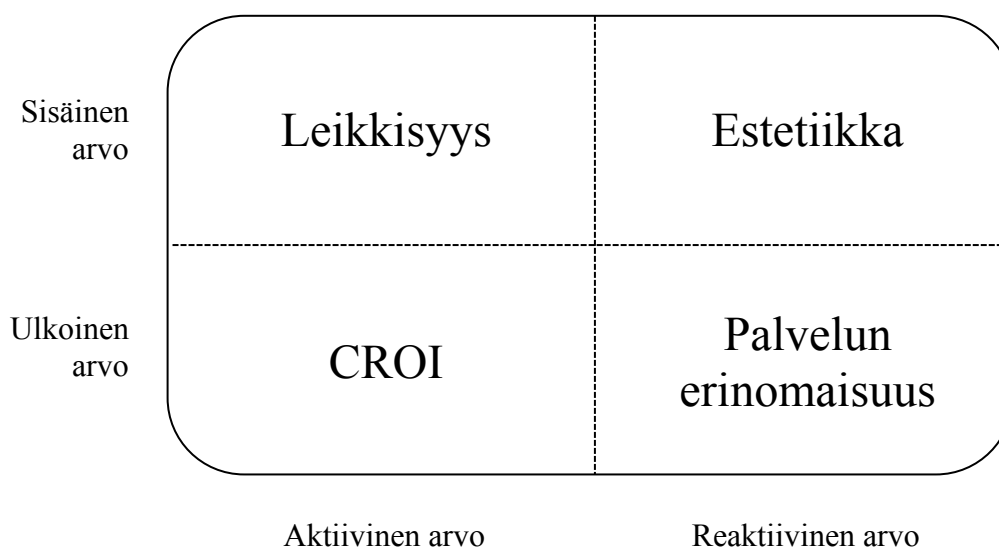 Sisäinen
arvo
Leikkisyys
Estetiikka
Ulkoinen
arvo
CROI
Palvelun
erinomaisuus
Aktiivinen arvo
Reaktiivinen arvo